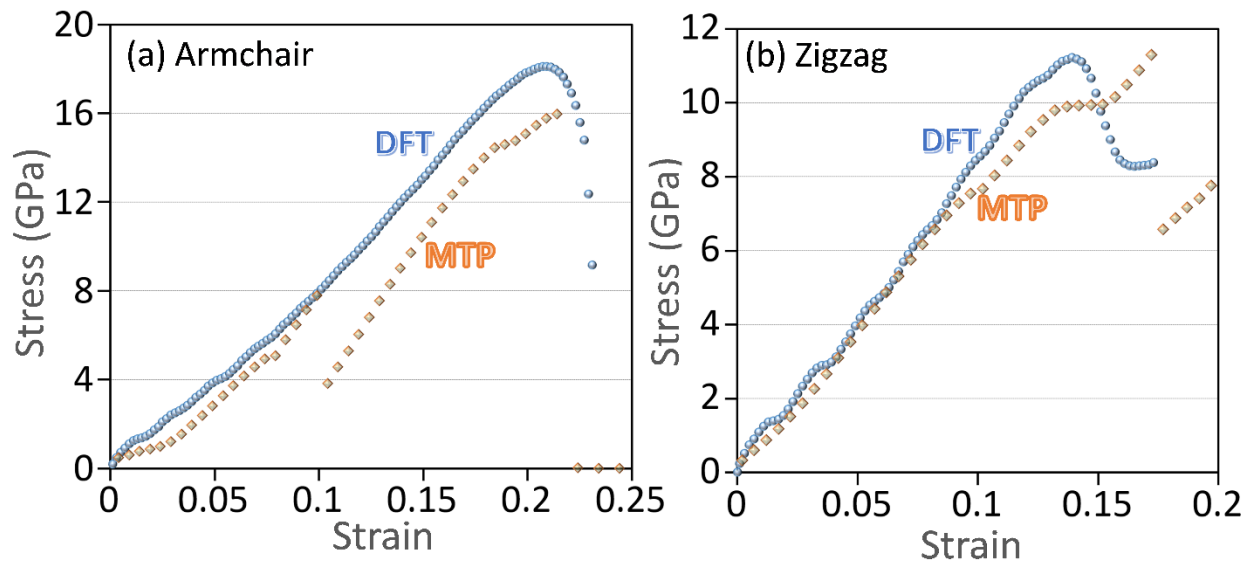 (a) Armchair
Stress (GPa)
20
16
12
8
4
0
DFT
MTP
0 0.05 0.1 0.15 0.2 0.25
Strain
(b) Zigzag
Stress (GPa)
12
10
8
6
4
2
0
DFT
MTP
0 0.05 0.1 0.15 0.2
Strain